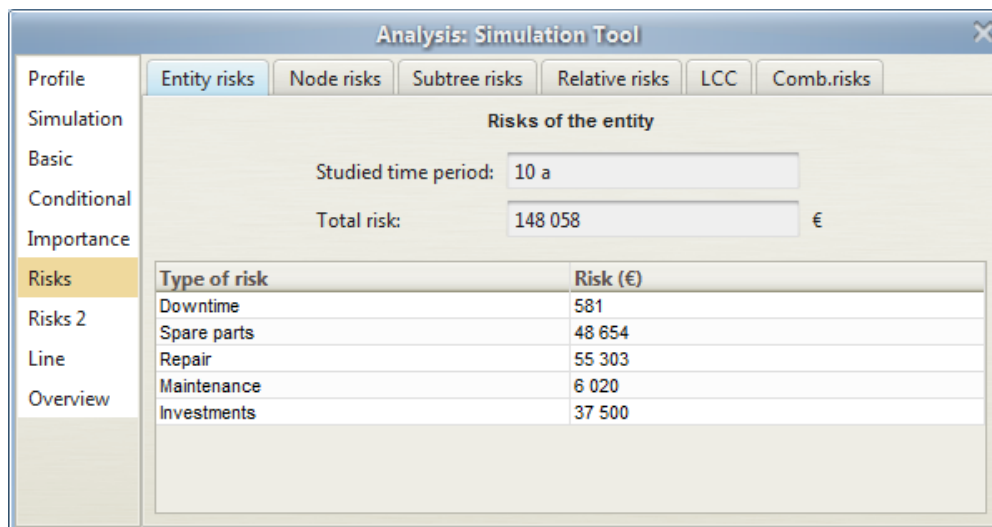 Analysis: Simulation Tool
Profile
Simulation
Basic
Conditional
Importance
Risks
Risks 2
Line
Overview
Entity risks Node risks Subtree risks Relative risks LCC Comb.risks
Risks of the entity
Studied time period: 10 a
Total risk: 148 058 €
Type of risk Risk (€)
Downtime 581
Spare parts 48 654
Repair 55 303
Maintenance 6 020
Investments 37 500